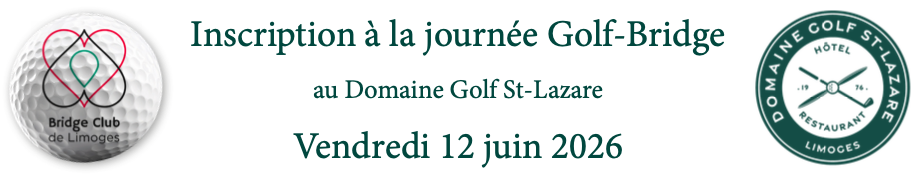 Inscription à la journée Golf-Bridge
au Domaine Golf St-Lazare
Vendredi 12 juin 2026
Bridge Club
de Limoges
DOMAINE GOLF ST-LAZARE
HÔTEL
19 76
RESTAURANT
LIMOGES